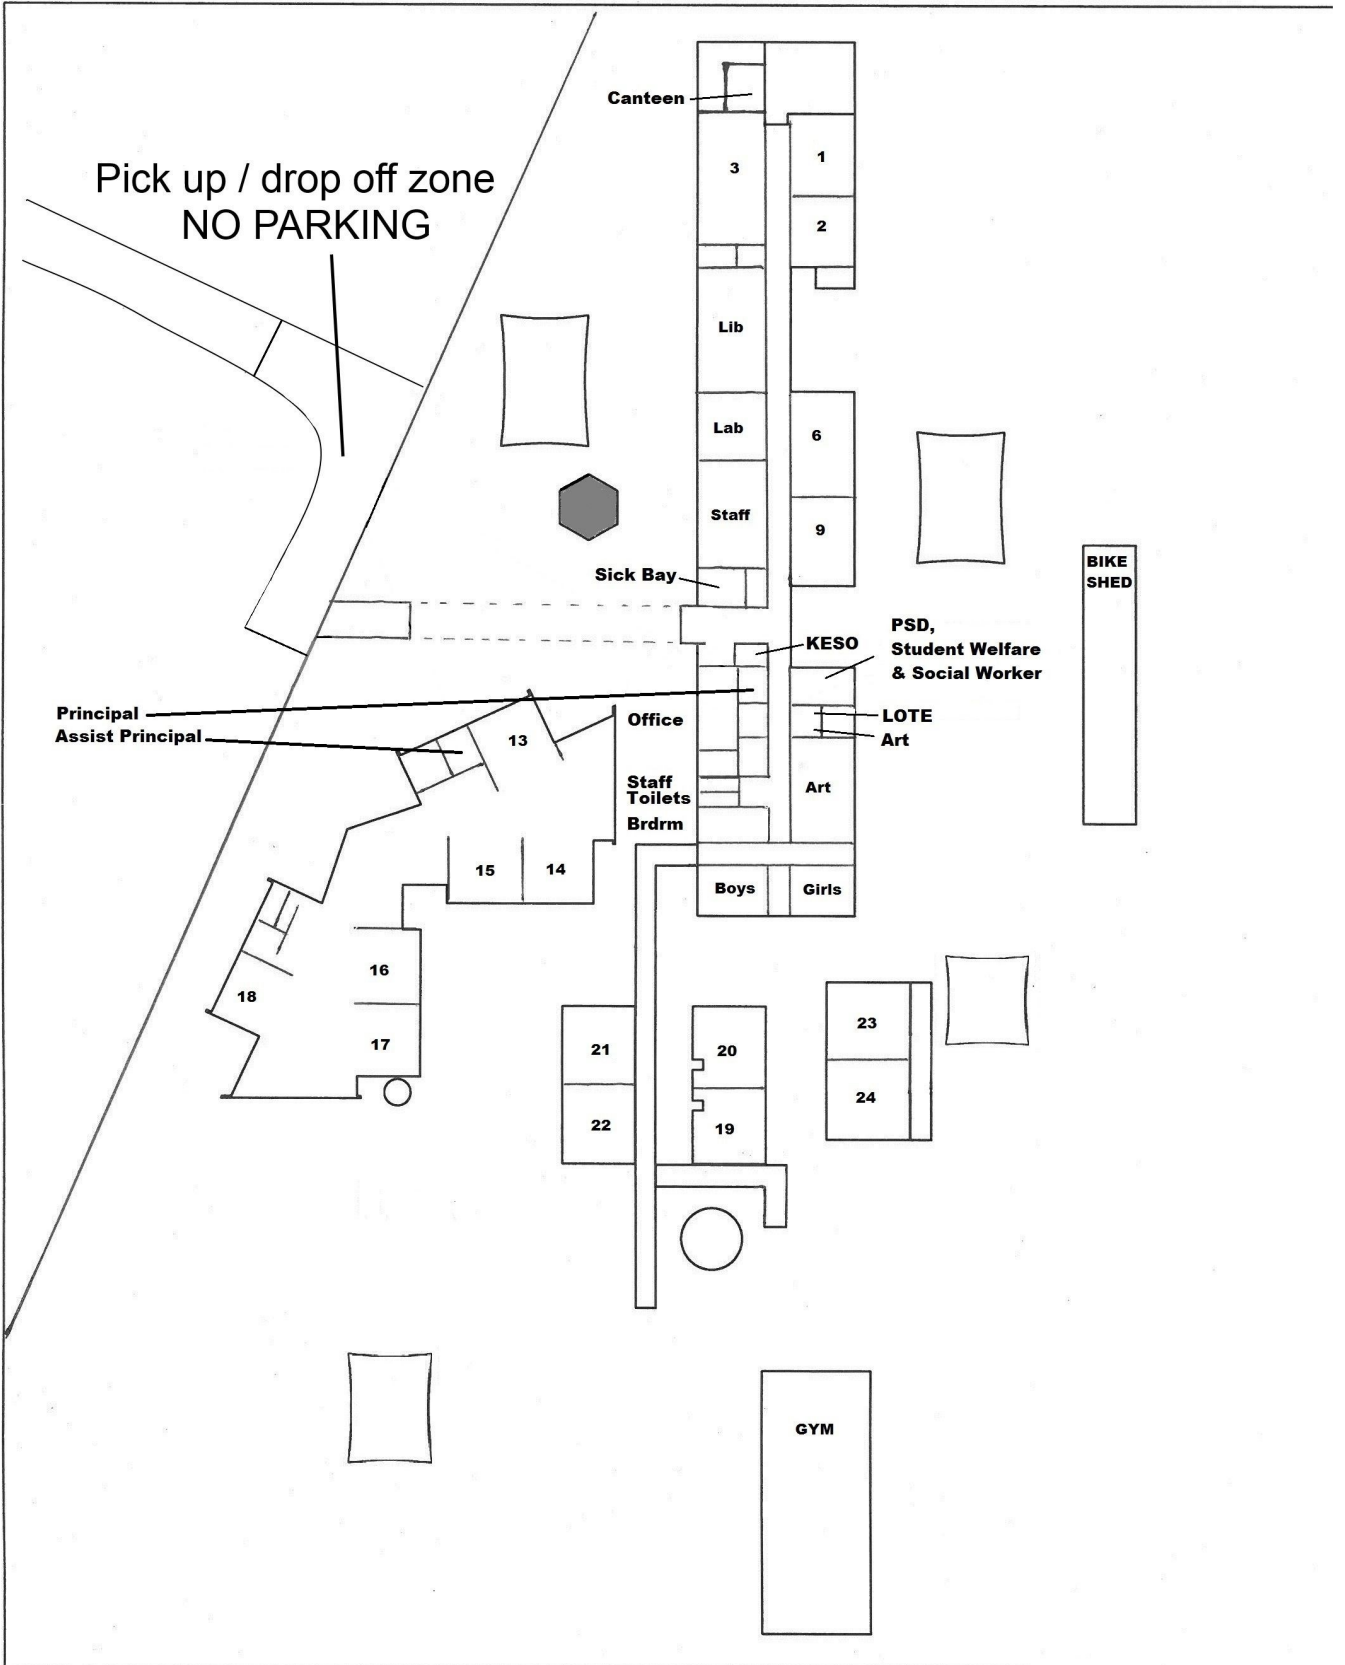 Canteen
1
3
2
Pick up / drop off zone
NO PARKING
Lib
Lab
6
Staff
9
Sick Bay
BIKE
SHED
PSD,
Student Welfare
& Social Worker
KESO
Principal
Assist Principal
Office
LOTE
Art
13
Staff
Toilets
Brdrm
Art
15
14
Boys
Girls
16
18
17
21
20
23
22
19
24
GYM